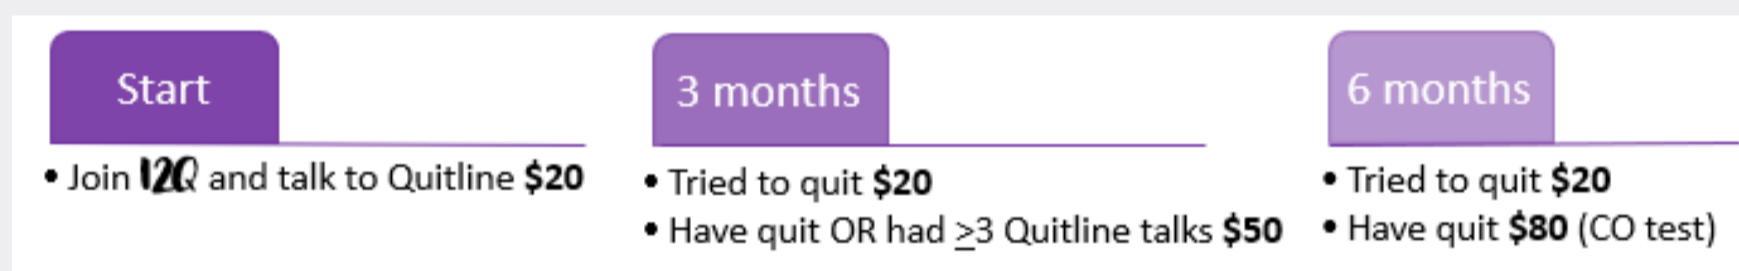 Start
• Join 12Q and talk to Quitline $20
3 months
• Tried to quit $20
• Have quit OR had ≥3 Quitline talks $50
6 months
• Tried to quit $20
• Have quit $80 (CO test)